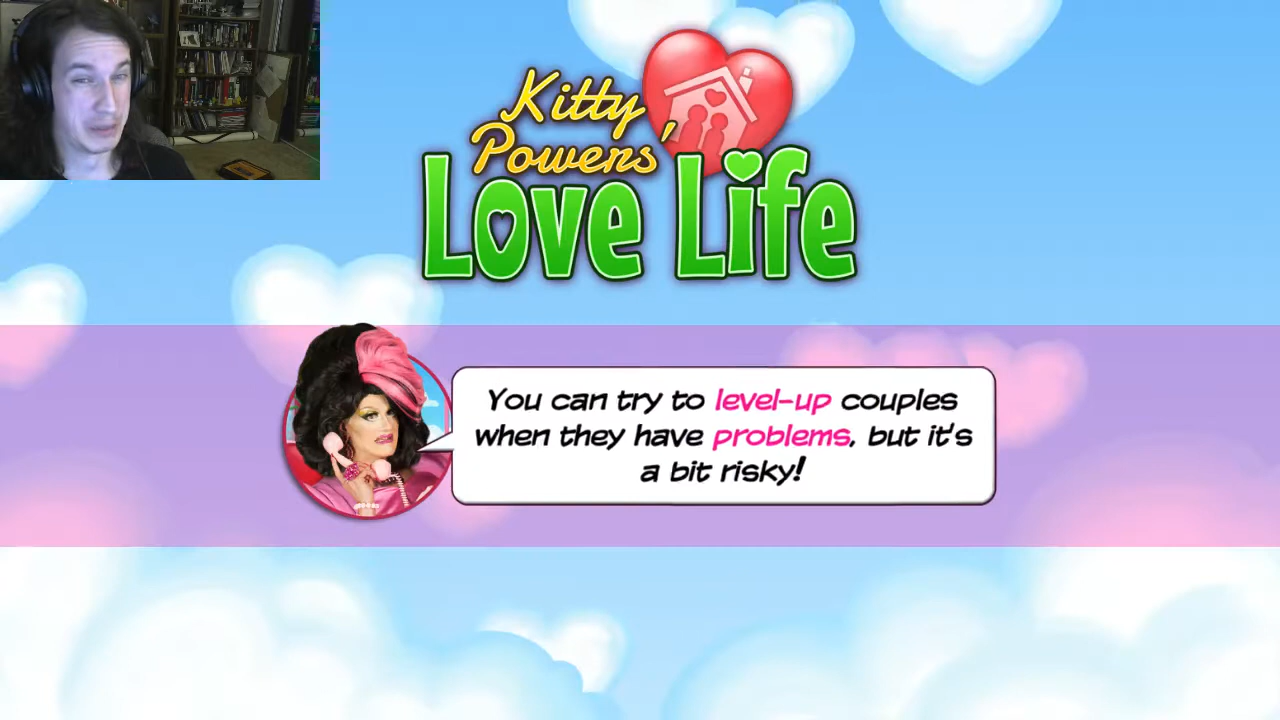 Kitty
Powers'
Love Life
You can try to level-up couples
when they have problems, but it's
a bit risky!